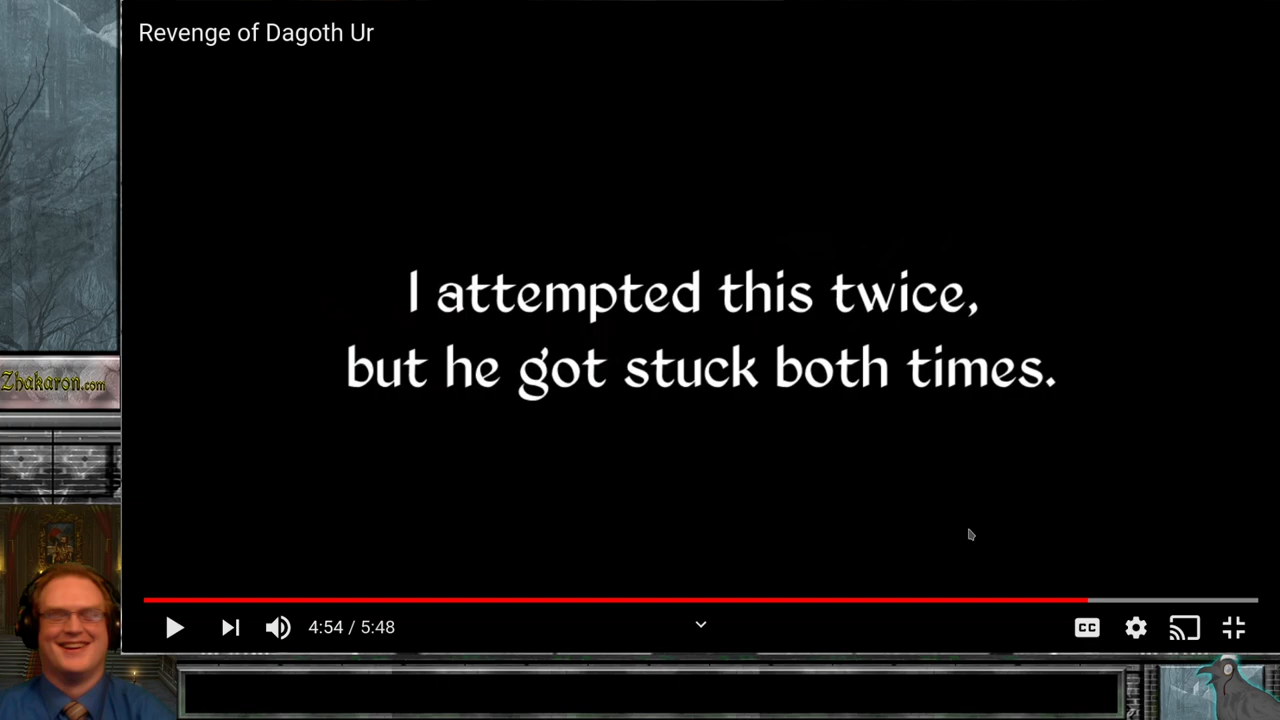 Revenge of Dagoth Ur
I attempted this twice,
but he got stuck both times.
Zhakaron.com
4:54 / 5:48
CC